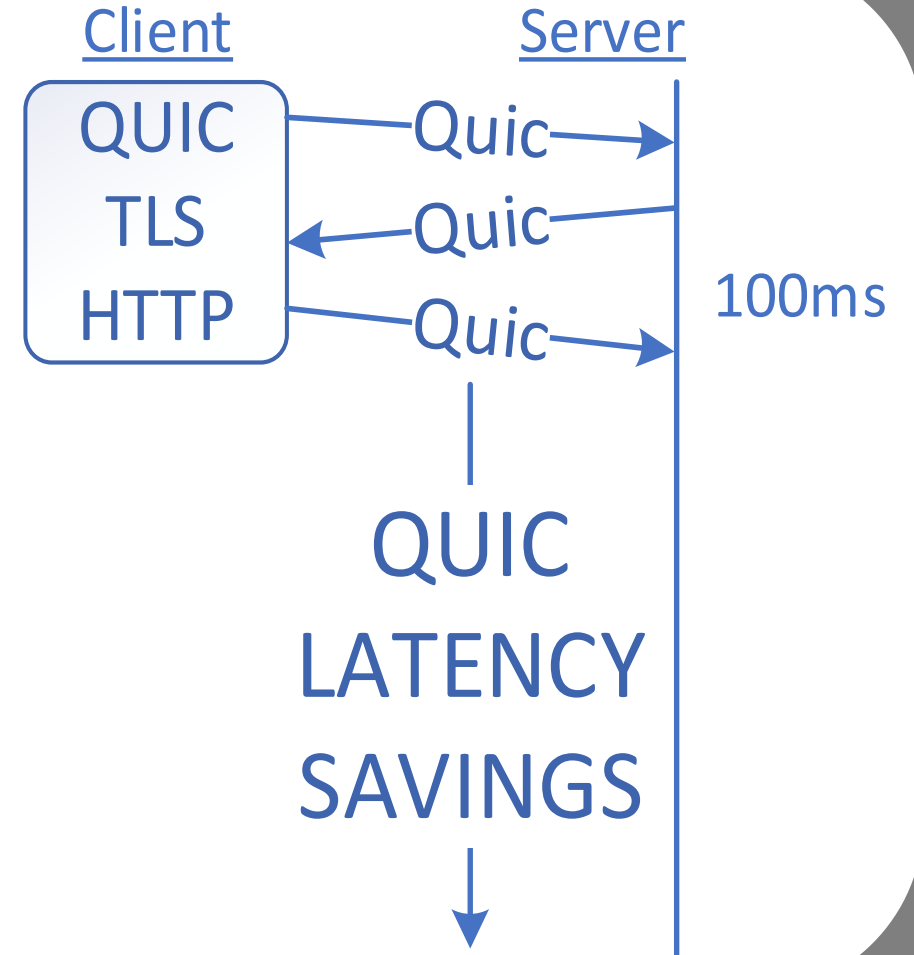 Client
Server
QUIC
TLS
HTTP
Quic
Quic
Quic
100ms
QUIC
LATENCY
SAVINGS